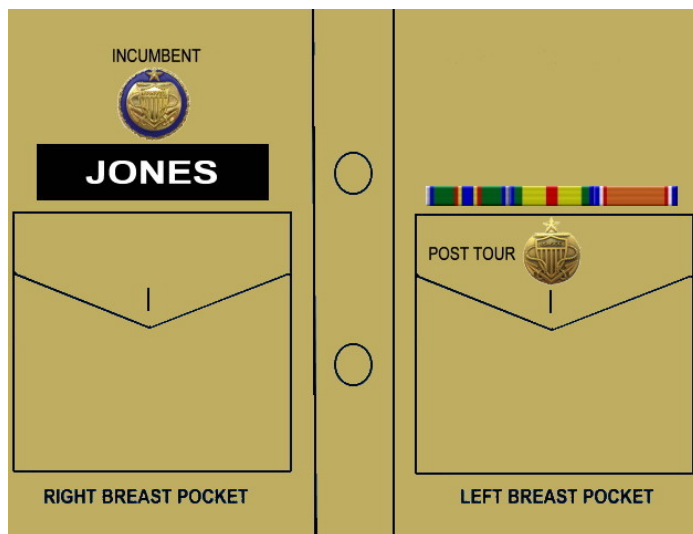 INCUMBENT
JONES
POST TOUR
RIGHT BREAST POCKET
LEFT BREAST POCKET